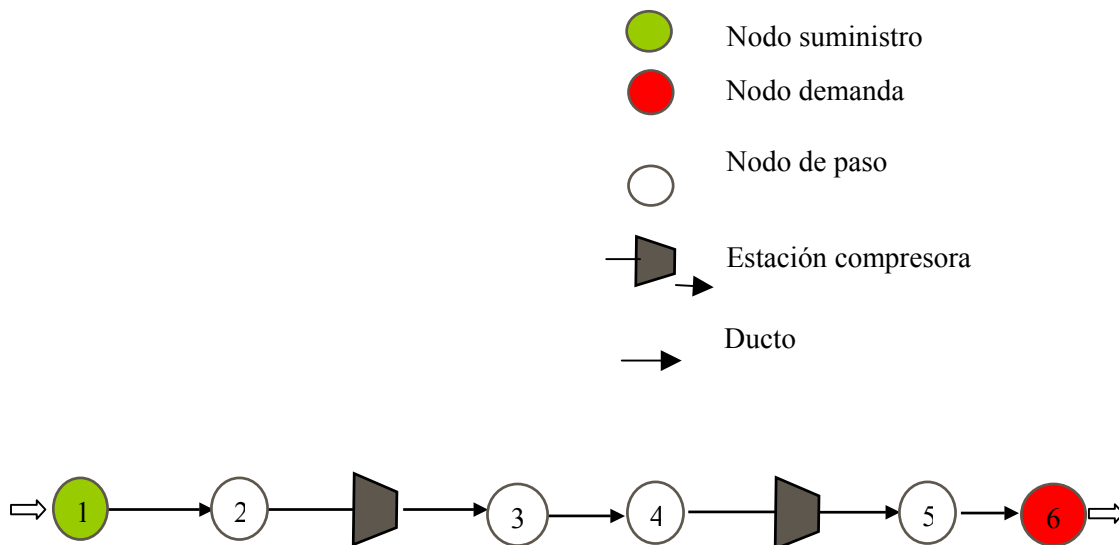 Nodo suministro
Nodo demanda
Nodo de paso
Estación compresora
Ducto
1 2 3 4 5 6